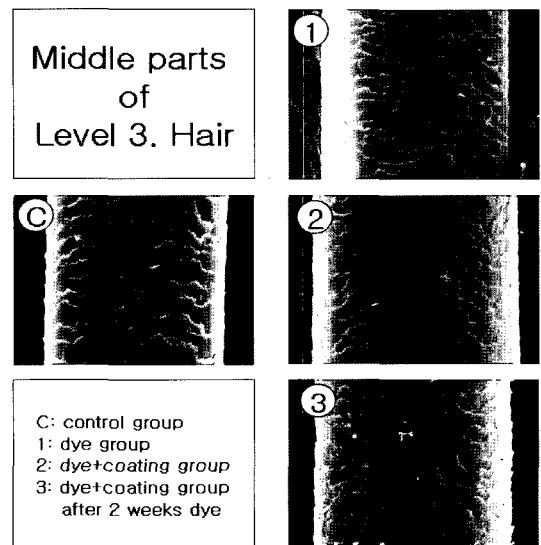 Middle parts
of
Level 3. Hair
1
C
2
C: control group
1: dye group
2: dye+coating group
3: dye+coating group
after 2 weeks dye
3